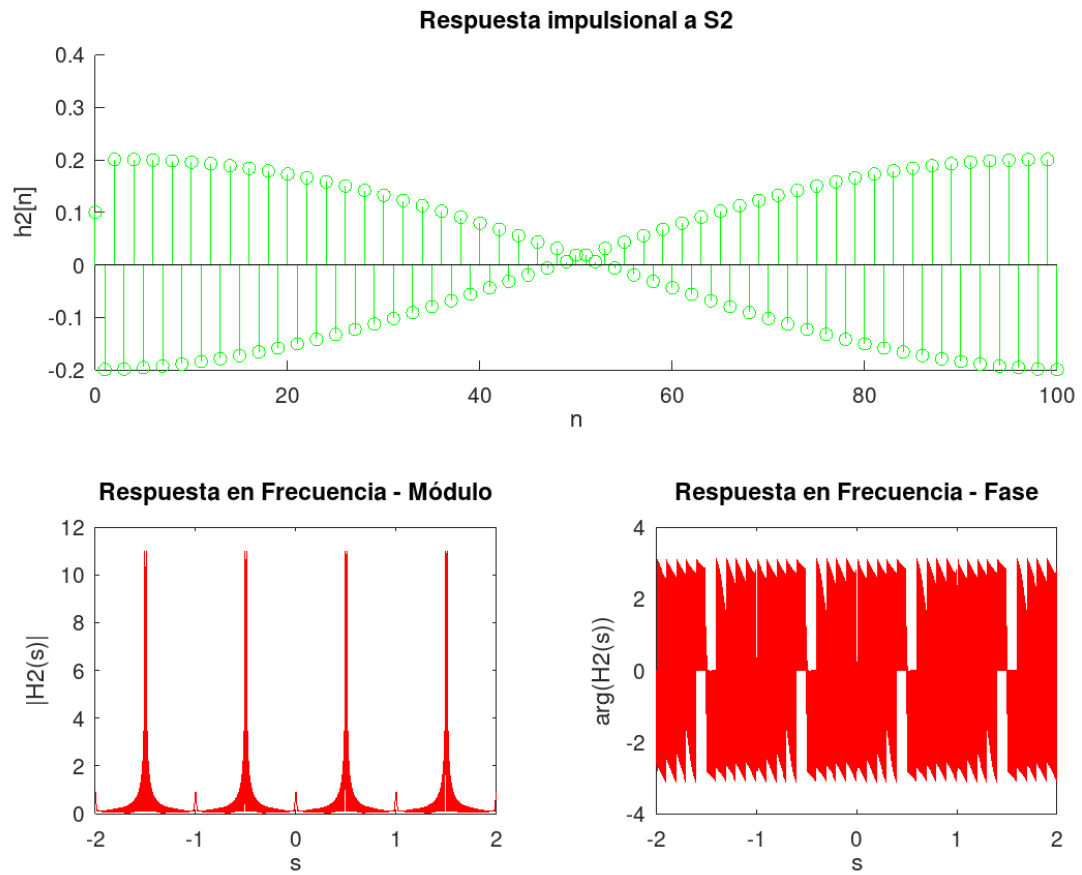 Respuesta impulsional a S2
0.4
0.3
0.2
0.1
0
-0.1
-0.2
h2[n]
0 20 40 60 80 100
n
Respuesta en Frecuencia - Módulo
12
10
8
6
4
2
0
|H2(s)|
-2 -1 0 1 2
s
Respuesta en Frecuencia - Fase
4
2
0
-2
-4
arg(H2(s))
-2 -1 0 1 2
s